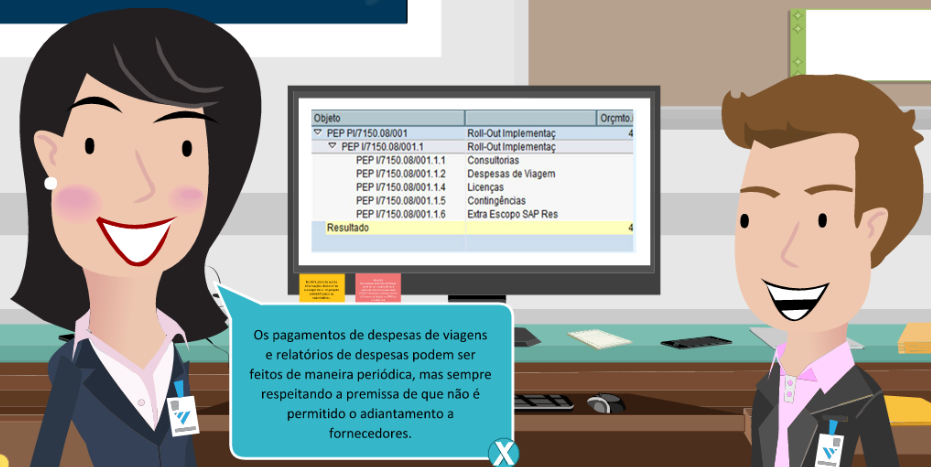 Objeto Orçmto.
PEP PI/7150.08/001 Roll-Out Implementaç 4
PEP I/7150.08/001.1 Roll-Out Implementaç
PEP I/7150.08/001.1.1 Consultorias
PEP I/7150.08/001.1.2 Despesas de Viagem
PEP I/7150.08/001.1.4 Licenças
PEP I/7150.08/001.1.5 Contingências
PEP I/7150.08/001.1.6 Extra Escopo SAP Res
Resultado 4
Os pagamentos de despesas de viagens
e relatórios de despesas podem ser
feitos de maneira periódica, mas sempre
respeitando a premissa de que não é
permitido o adiantamento a
fornecedores.
X